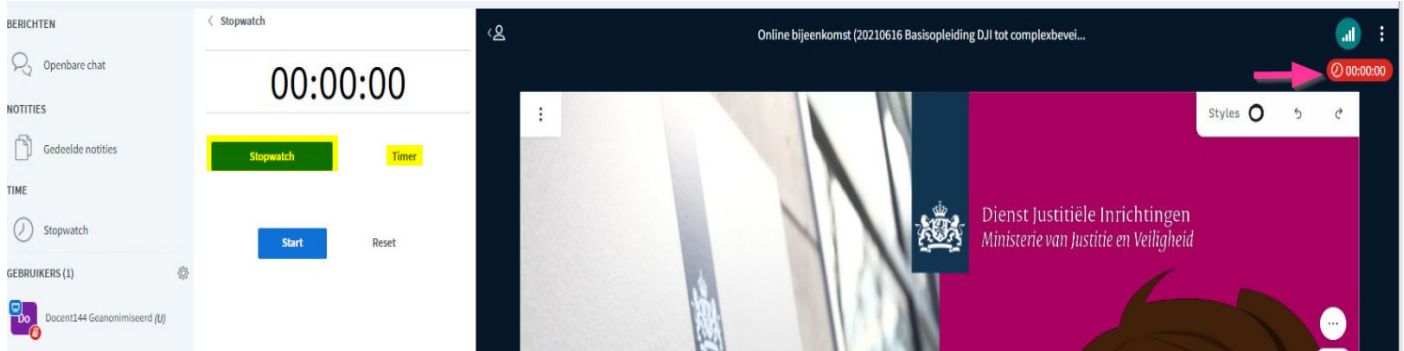 BERICHTEN
Openbare chat
NOTITIES
Gedeelde notities
TIME
Stopwatch
GEBRUIKERS (1)
Do
Docent144 Geanonimiseerd (U)
Stopwatch
00:00:00
Stopwatch Timer
Start Reset
Online bijeenkomst (20210616 Basisopleiding DJI tot complexbevei...
00:00:00
Styles
Dienst Justitiële Inrichtingen
Ministerie van Justitie en Veiligheid